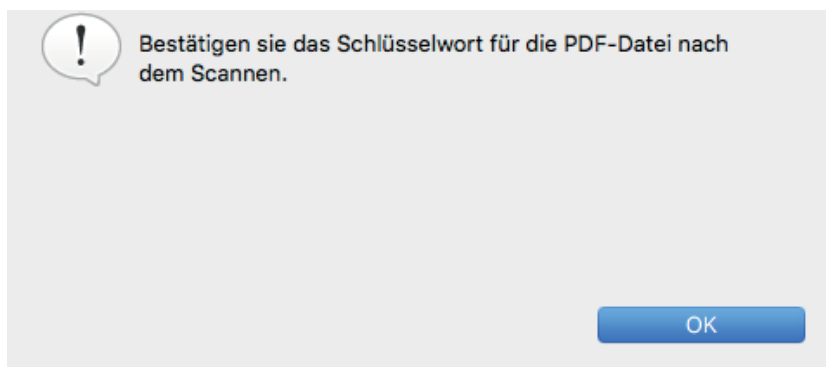 !
Bestätigen sie das Schlüsselwort für die PDF-Datei nach
dem Scannen.
OK